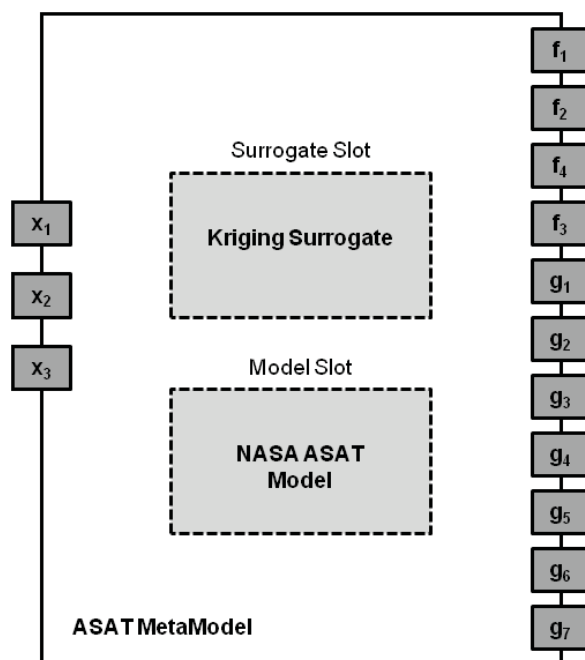 f₁
f₂
Surrogate Slot
f₄
Kriging Surrogate
x₁
f₃
g₁
x₂
g₂
Model Slot
x₃
g₃
NASA ASAT
Model
g₄
g₅
g₆
ASAT MetaModel
g₇